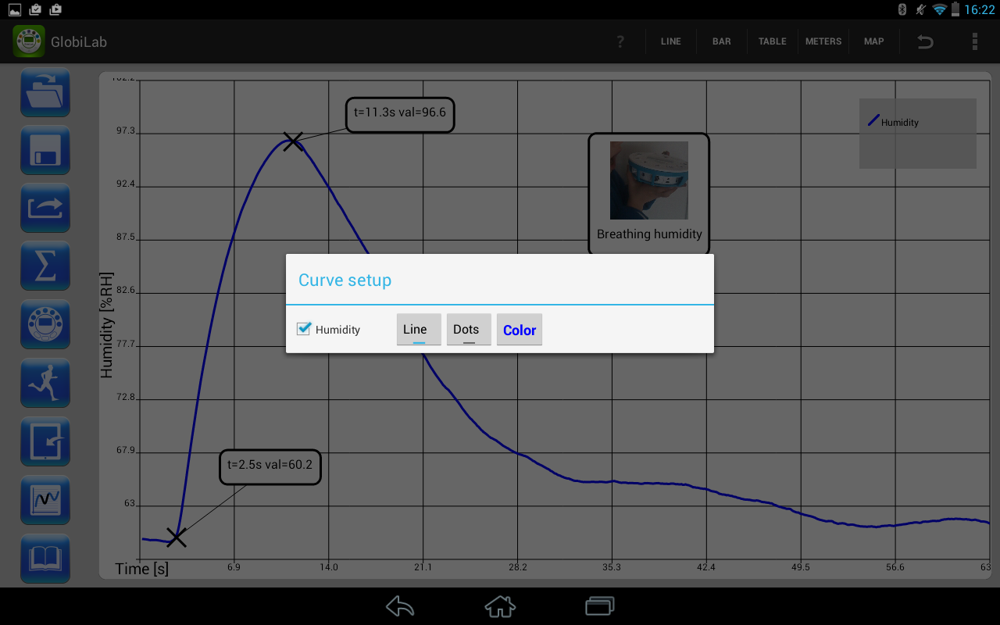 16:22
GlobiLab
?
LINE
BAR
TABLE
METERS
MAP
102.2
97.3
92.4
87.5
82.6
77.7
72.8
67.9
63
Humidity [%RH]
t=11.3s val=96.6
Humidity
Breathing humidity
Curve setup
Humidity
Line
Dots
Color
t=2.5s val=60.2
Time [s]
6.9
14.0
21.1
28.2
35.3
42.4
49.5
56.6
63
Σ